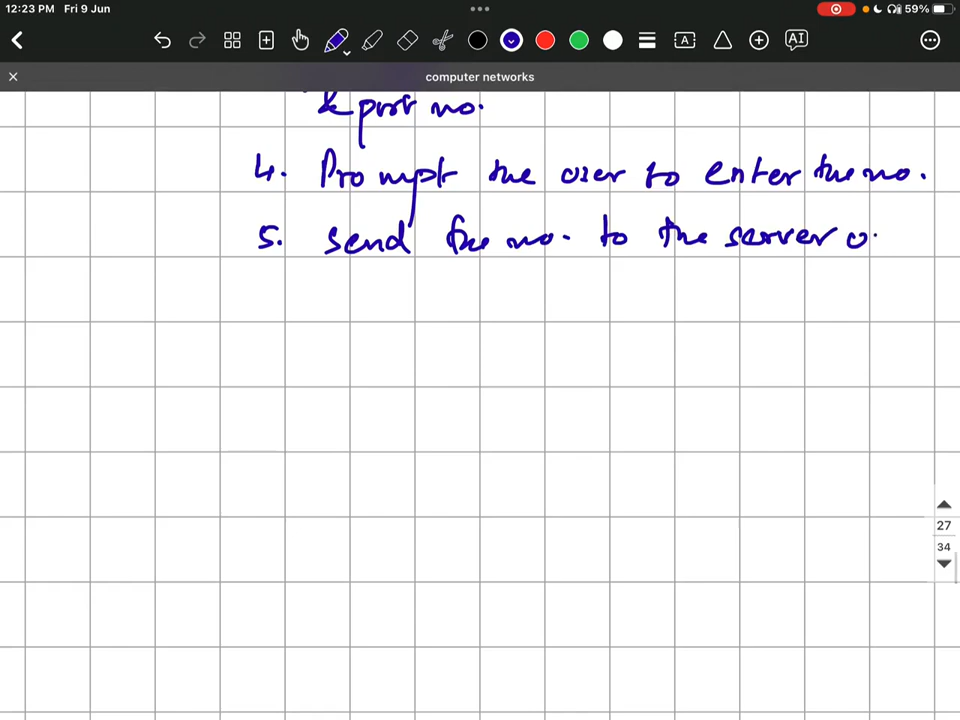 12:23 PM Fri 9 Jun
59%
A
AI
computer networks
& port no.
4. Prompt the user to enter the no.
5. send the no. to the server o.
27
34